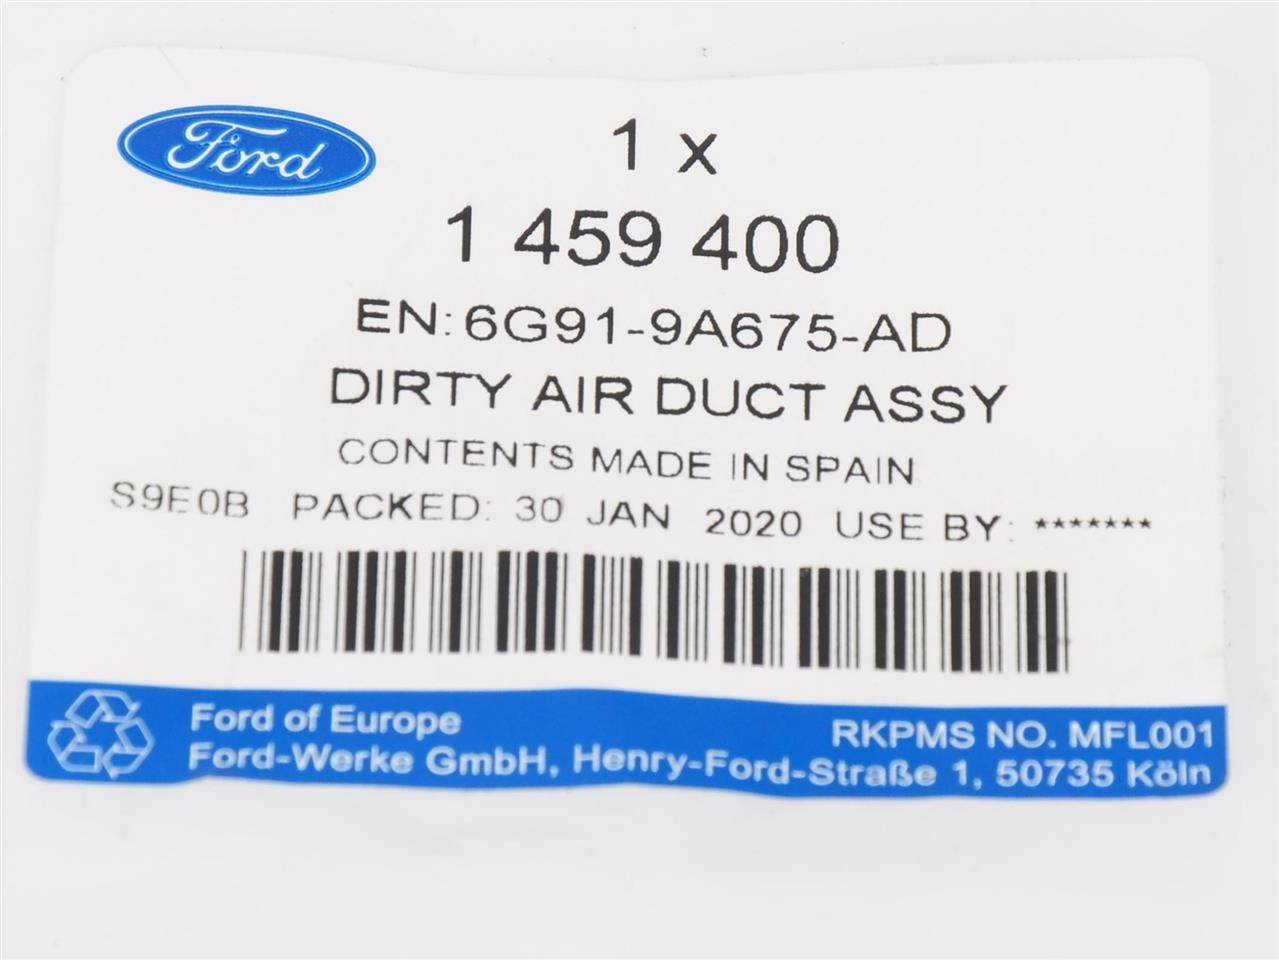 Ford
1 x
1 459 400
EN: 6G91-9A675-AD
DIRTY AIR DUCT ASSY
CONTENTS MADE IN SPAIN
S9E0B PACKED: 30 JAN 2020 USE BY: *******
Ford of Europe RKPMS NO. MFL001
Ford-Werke GmbH, Henry-Ford-Straße 1, 50735 Köln